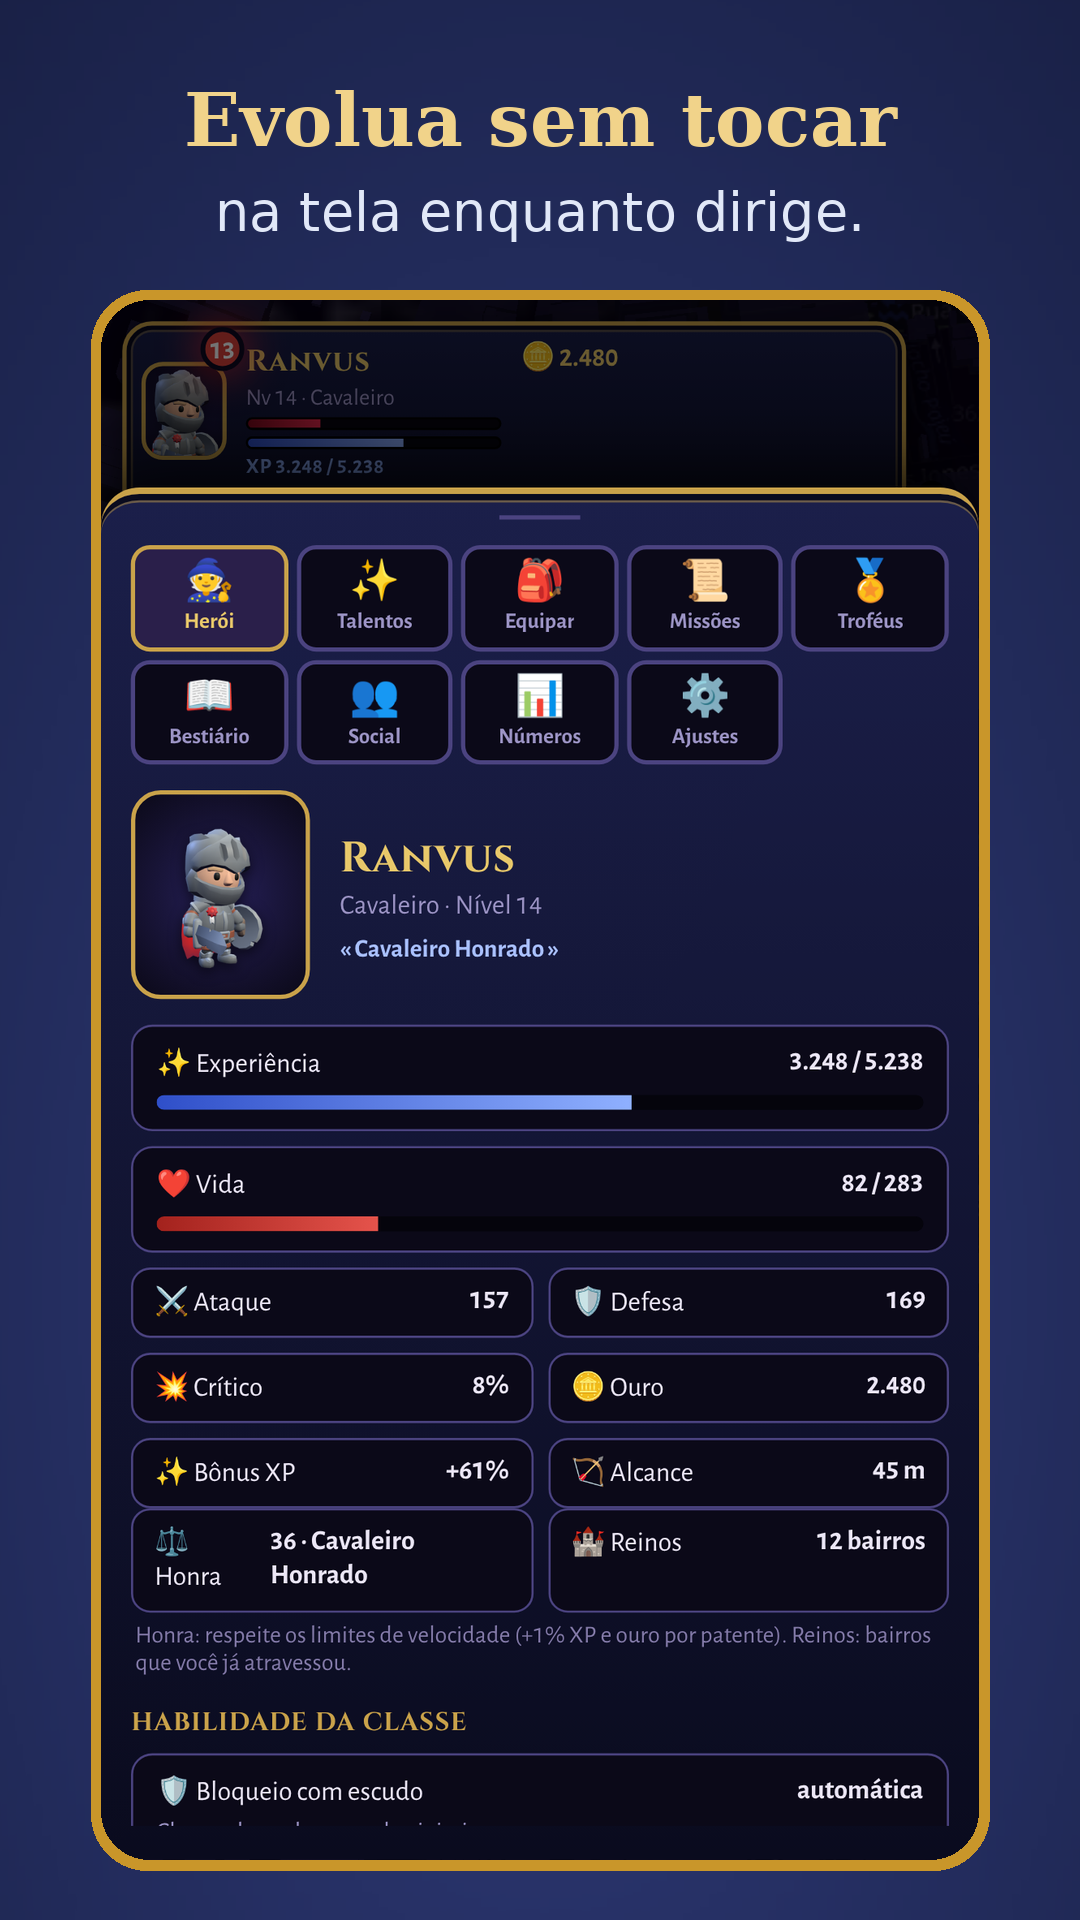 Evolua sem tocar
na tela enquanto dirige.
13
RANVUS
2.480
Nv 14 · Cavaleiro
XP 3.248 / 5.238
Herói
Talentos
Equipar
Missões
Troféus
Bestiário
Social
Números
Ajustes
RANVUS
Cavaleiro · Nível 14
«Cavaleiro Honrado»
Experiência
3.248 / 5.238
Vida
82 / 283
Ataque
157
Defesa
169
Crítico
8%
Ouro
2.480
Bônus XP
+61%
Alcance
45 m
Honra
36 · Cavaleiro
Honrado
Reinos
12 bairros
Honra: respeite os limites de velocidade (+1% XP e ouro por patente). Reinos: bairros
que você já atravessou.
HABILIDADE DA CLASSE
Bloqueio com escudo
automática